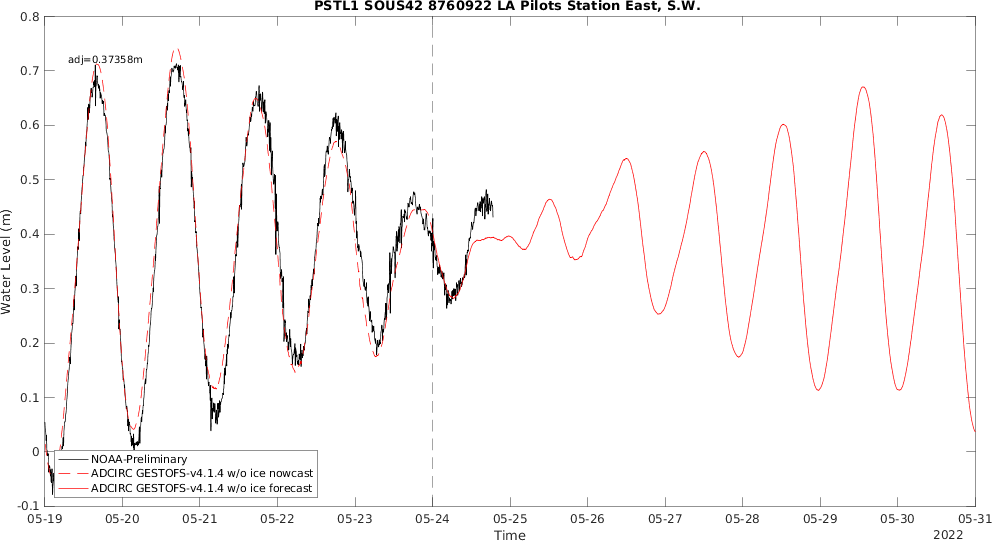 PSTL1 SOUS42 8760922 LA Pilots Station East, S.W.
0.8
0.7
0.6
0.5
0.4
0.3
0.2
0.1
0
-0.1
Water Level (m)
adj=0.37358m
NOAA-Preliminary
ADCIRC GESTOFS-v4.1.4 w/o ice nowcast
ADCIRC GESTOFS-v4.1.4 w/o ice forecast
05-19 05-20 05-21 05-22 05-23 05-24 05-25 05-26 05-27 05-28 05-29 05-30 05-31
Time
2022